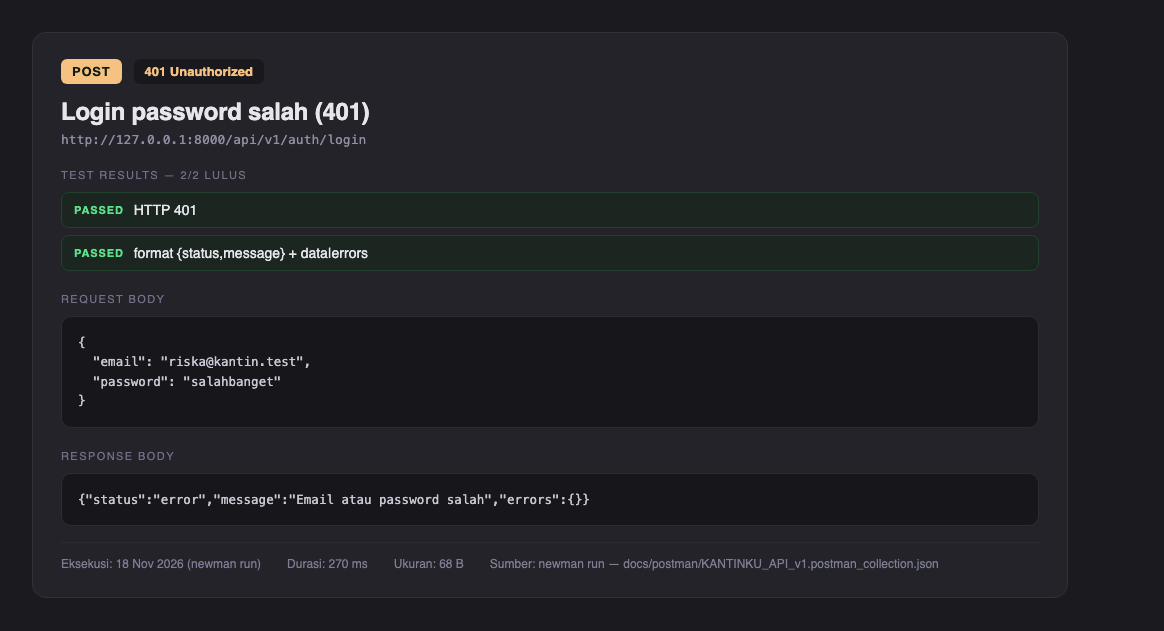 POST 401 Unauthorized
Login password salah (401)
http://127.0.0.1:8000/api/v1/auth/login
TEST RESULTS — 2/2 LULUS
PASSED HTTP 401
PASSED format {status,message} + data|errors
REQUEST BODY
{
  "email": "riska@kantin.test",
  "password": "salahbanget"
}
RESPONSE BODY
{"status":"error","message":"Email atau password salah","errors":{}}
Eksekusi: 18 Nov 2026 (newman run) Durasi: 270 ms Ukuran: 68 B Sumber: newman run — docs/postman/KANTINKU_API_v1.postman_collection.json